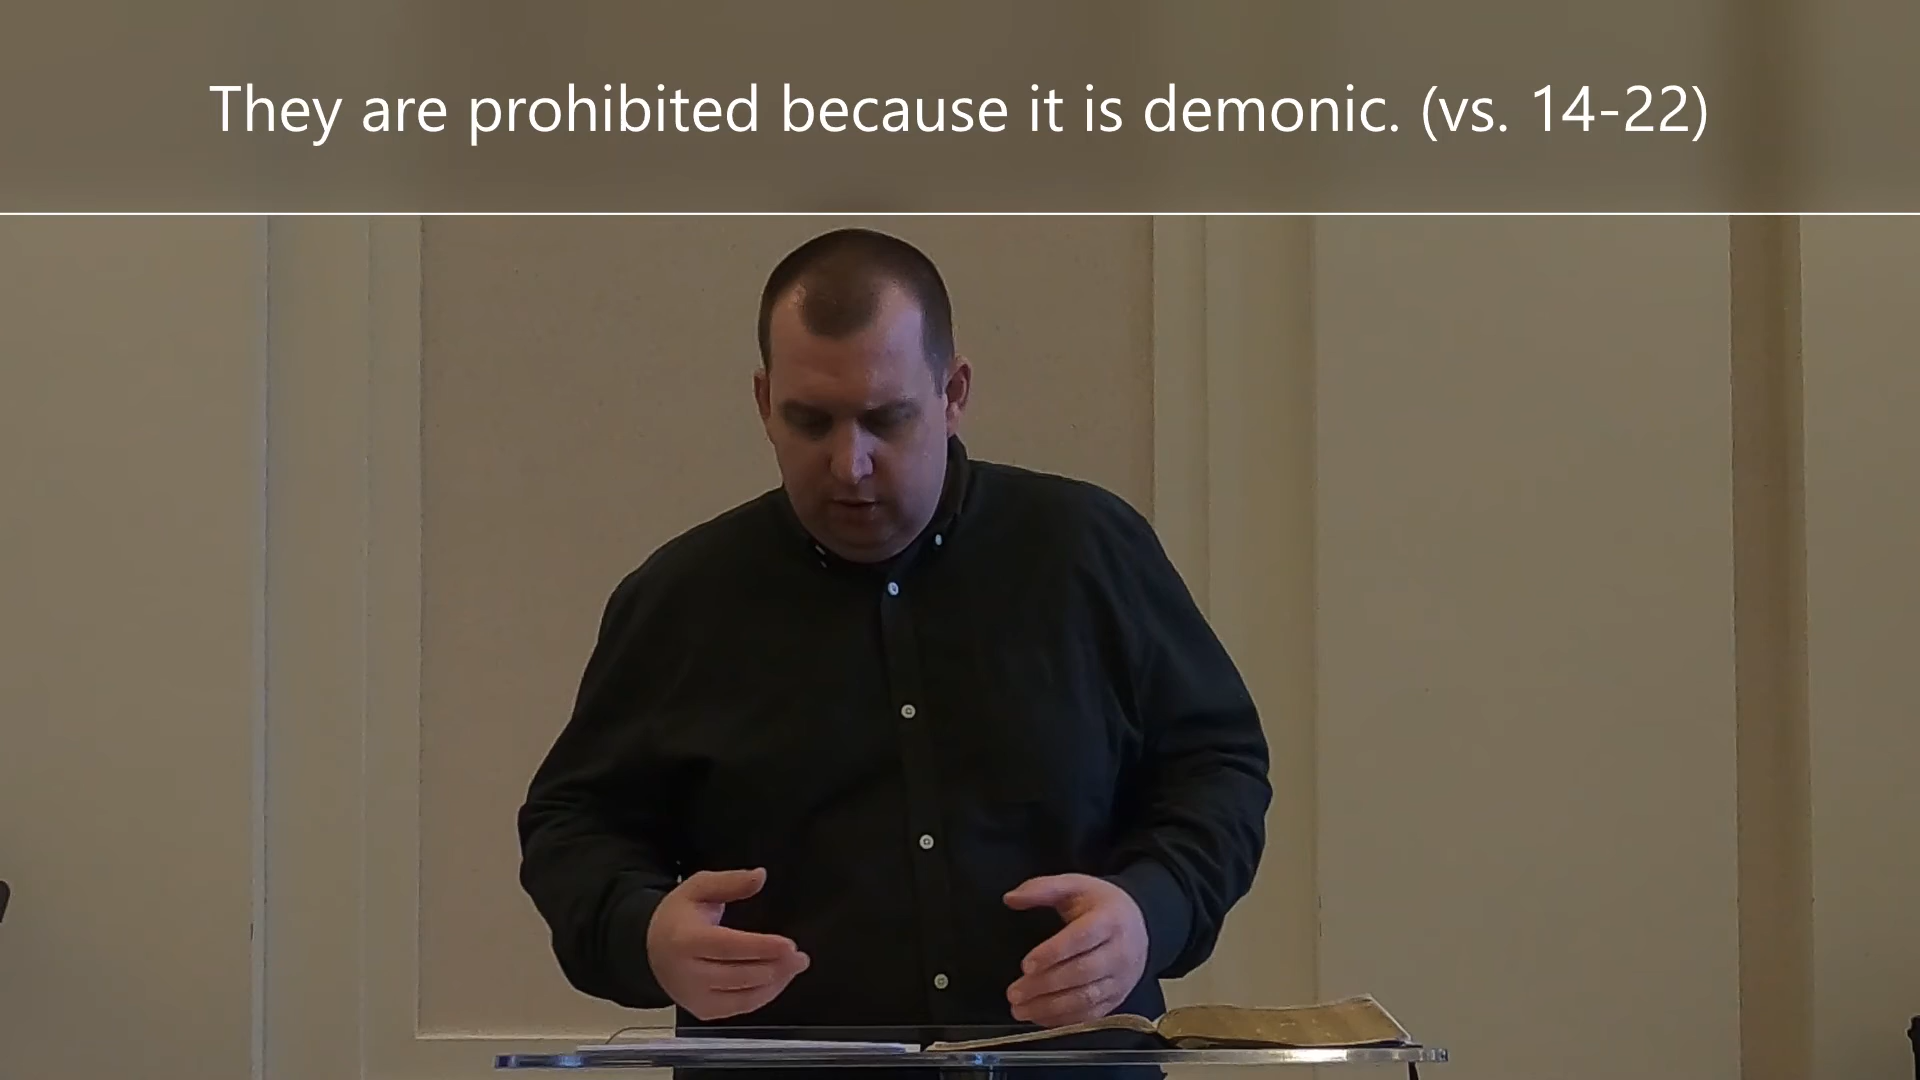 They are prohibited because it is demonic. (vs. 14-22)